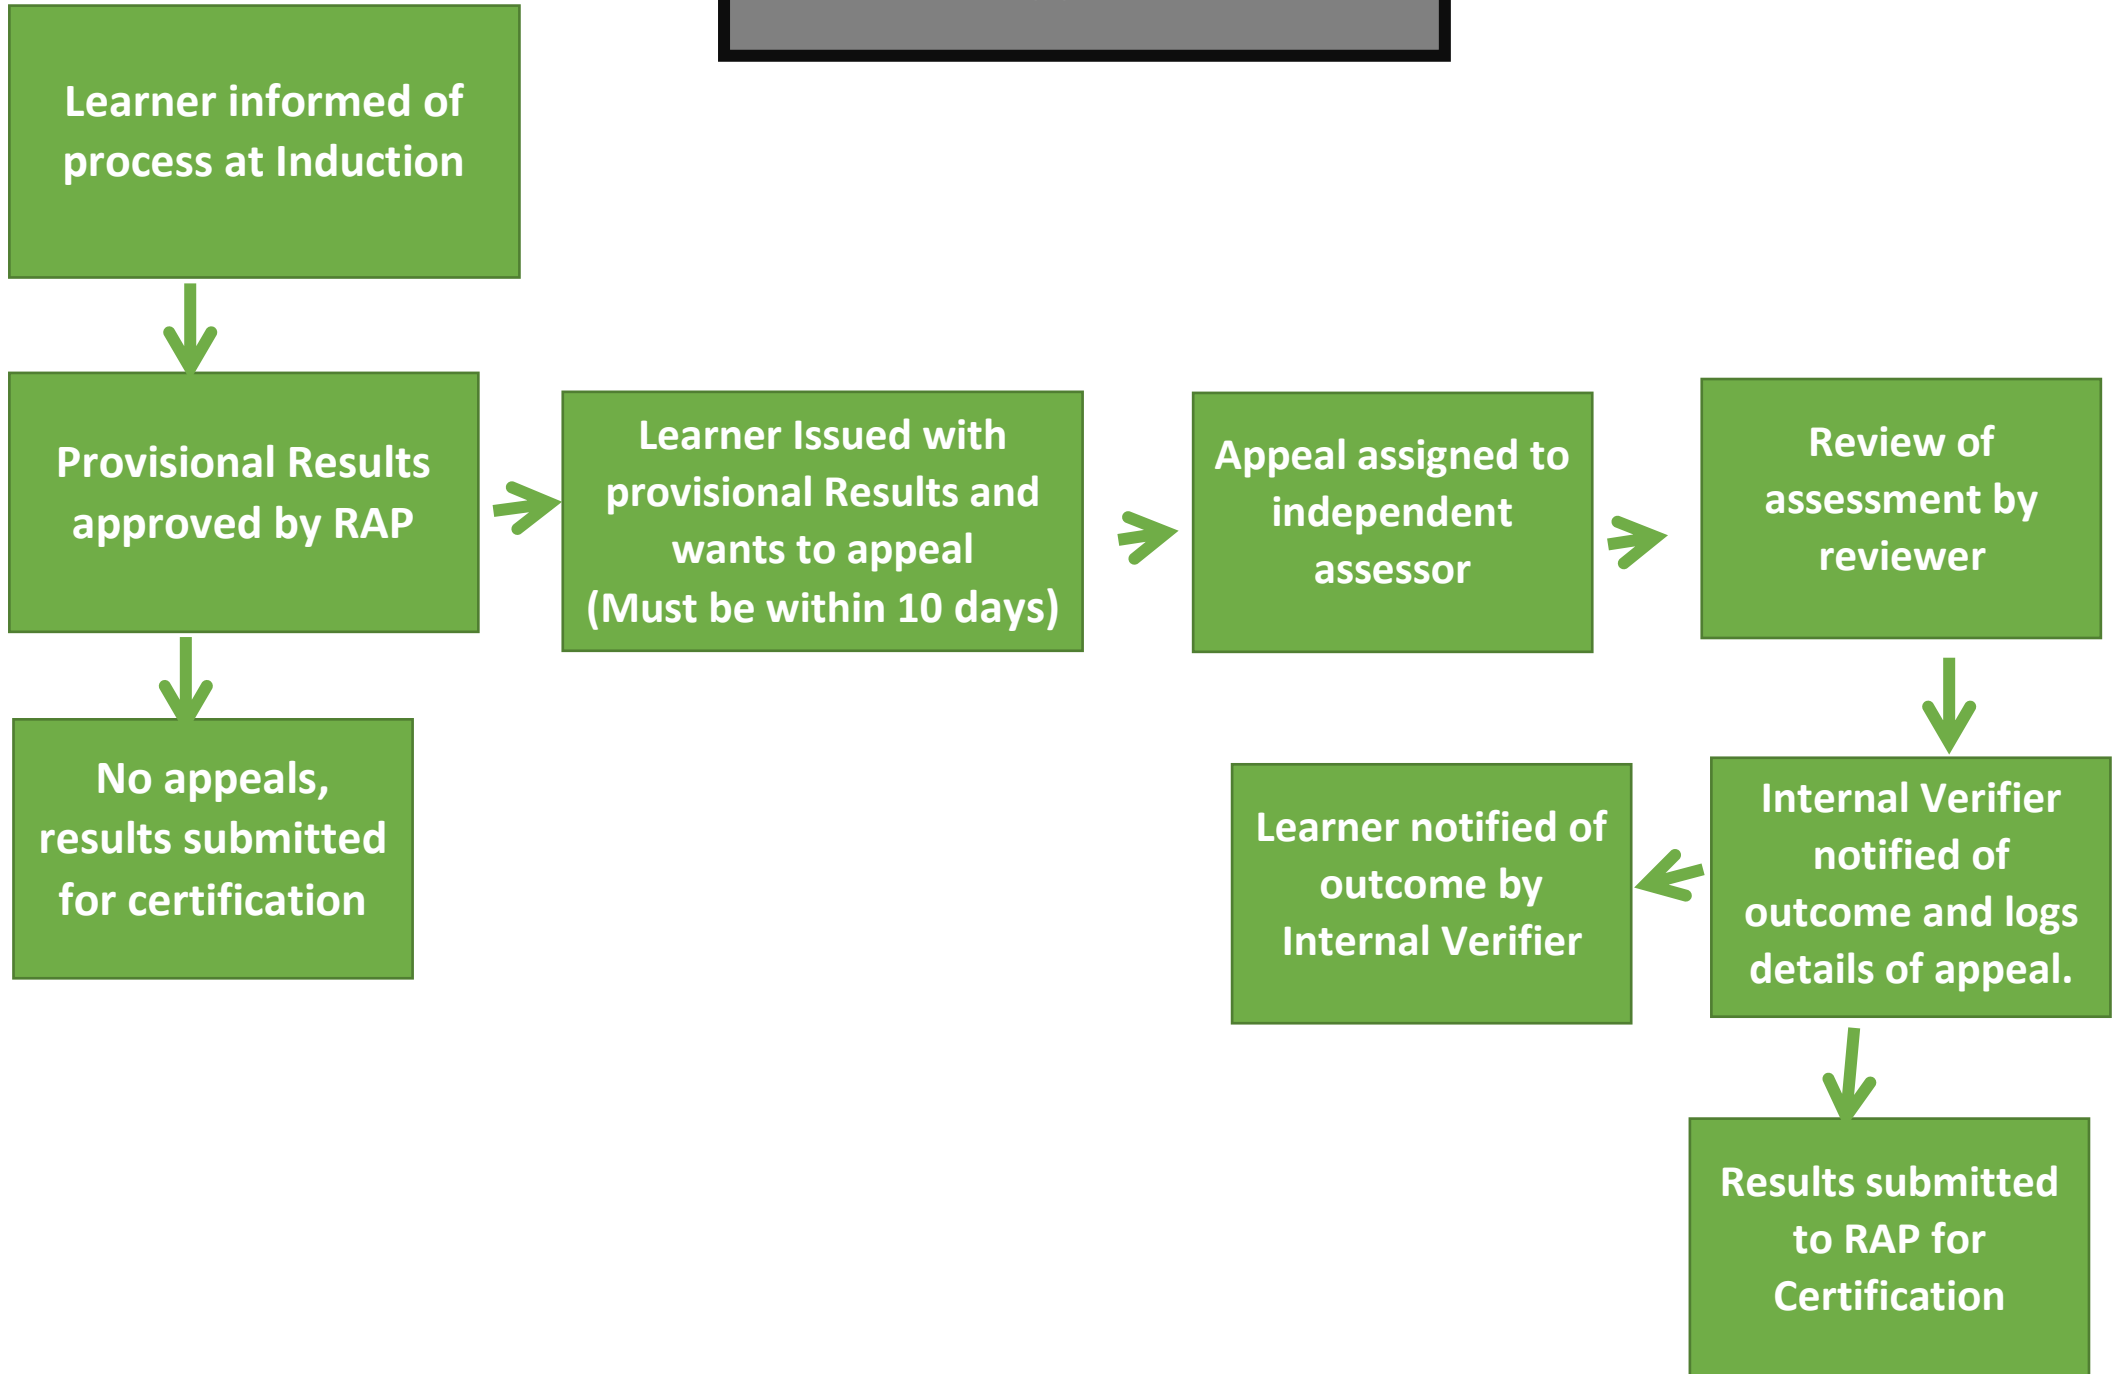 Learner informed of
process at Induction
Provisional Results
approved by RAP
Learner Issued with
provisional Results and
wants to appeal
(Must be within 10 days)
Appeal assigned to
independent
assessor
Review of
assessment by
reviewer
No appeals,
results submitted
for certification
Internal Verifier
notified of
outcome and logs
details of appeal.
Learner notified of
outcome by
Internal Verifier
Results submitted
to RAP for
Certification